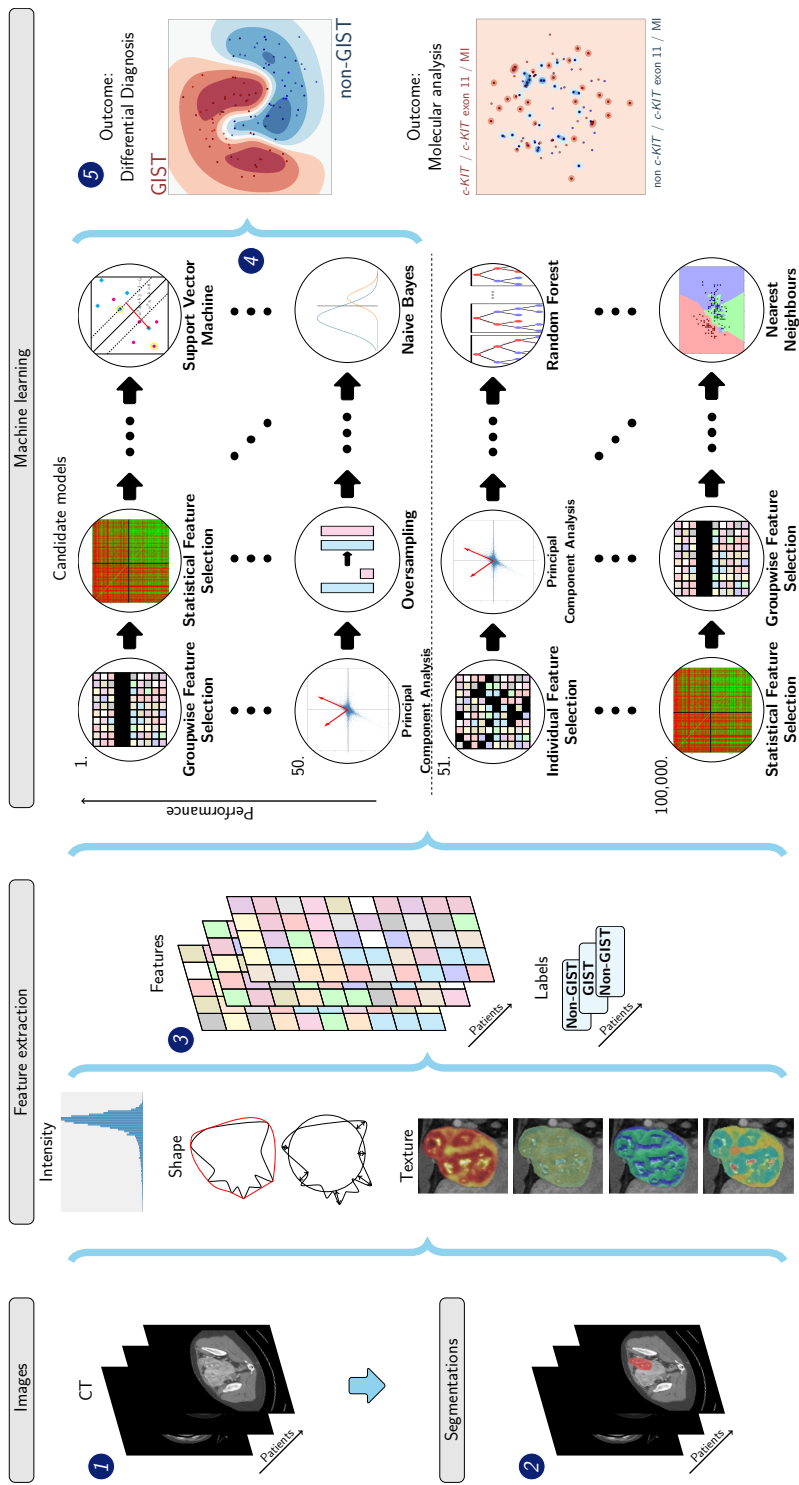 Images
1
CT
Patients
Segmentations
2
Patients
Feature extraction
Intensity
Shape
Texture
3
Features
Patients
Labels
Non-GIST
GIST
Non-GIST
Patients
Machine learning
Candidate models
Performance
1.
Groupwise Feature
Selection
Statistical Feature
Selection
Support Vector
Machine
50.
Principal
Component Analysis
Oversampling
Naive Bayes
4
51.
Individual Feature
Selection
Principal
Component Analysis
Random Forest
100,000.
Statistical Feature
Selection
Groupwise Feature
Selection
Nearest
Neighbours
5
Outcome:
Differential Diagnosis
GIST
non-GIST
Outcome:
Molecular analysis
c-KIT / c-KIT exon 11 / MI
non c-KIT / c-KIT exon 11 / MI